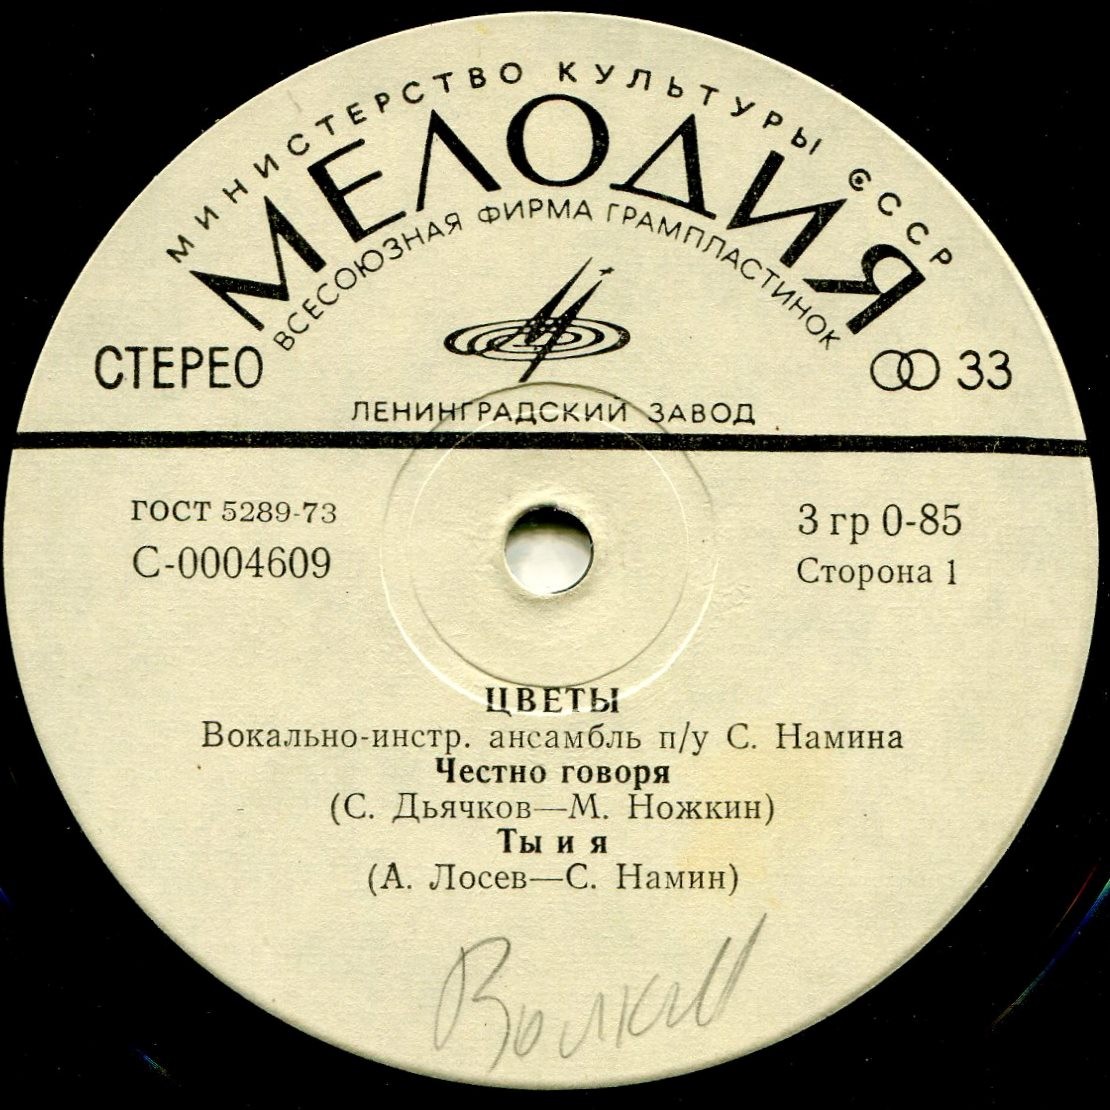 МИНИСТЕРСТВО КУЛЬТУРЫ СССР
МЕЛОДИЯ
ВСЕСОЮЗНАЯ ФИРМА ГРАМПЛАСТИНОК
СТЕРЕО
33
ЛЕНИНГРАДСКИЙ ЗАВОД
ГОСТ 5289-73
3 гр 0-85
С-0004609
Сторона 1
ЦВЕТЫ
Вокально-инстр. ансамбль п/у С. Намина
Честно говоря
(С. Дьячков—М. Ножкин)
Ты и я
(А. Лосев—С. Намин)